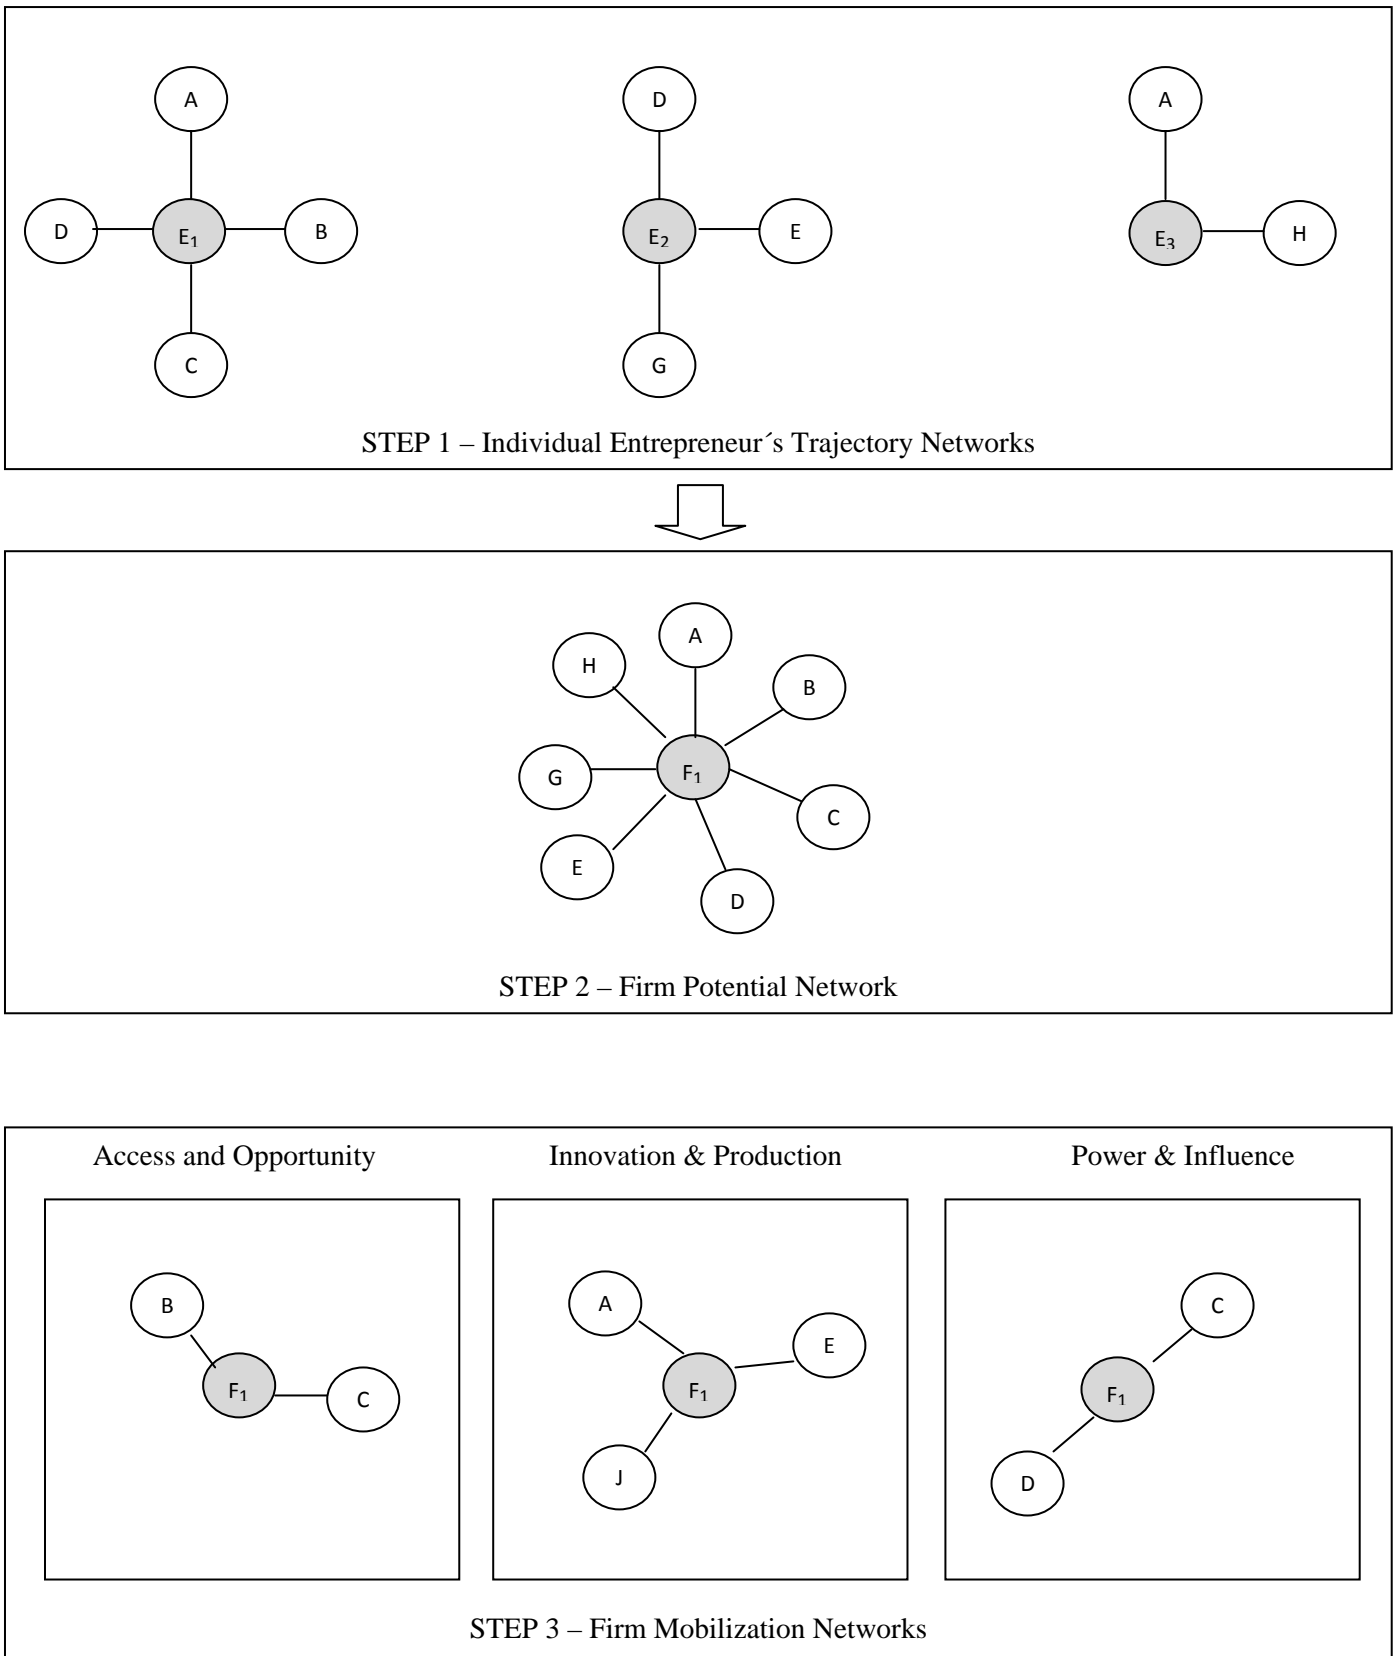 A
D
A
D
E₁
B
E₂
E
E₃
H
C
G
STEP 1 – Individual Entrepreneur´s Trajectory Networks
A
H
B
F₁
G
C
E
D
STEP 2 – Firm Potential Network
Access and Opportunity
Innovation & Production
Power & Influence
B
F₁
C
A
E
F₁
J
C
F₁
D
STEP 3 – Firm Mobilization Networks